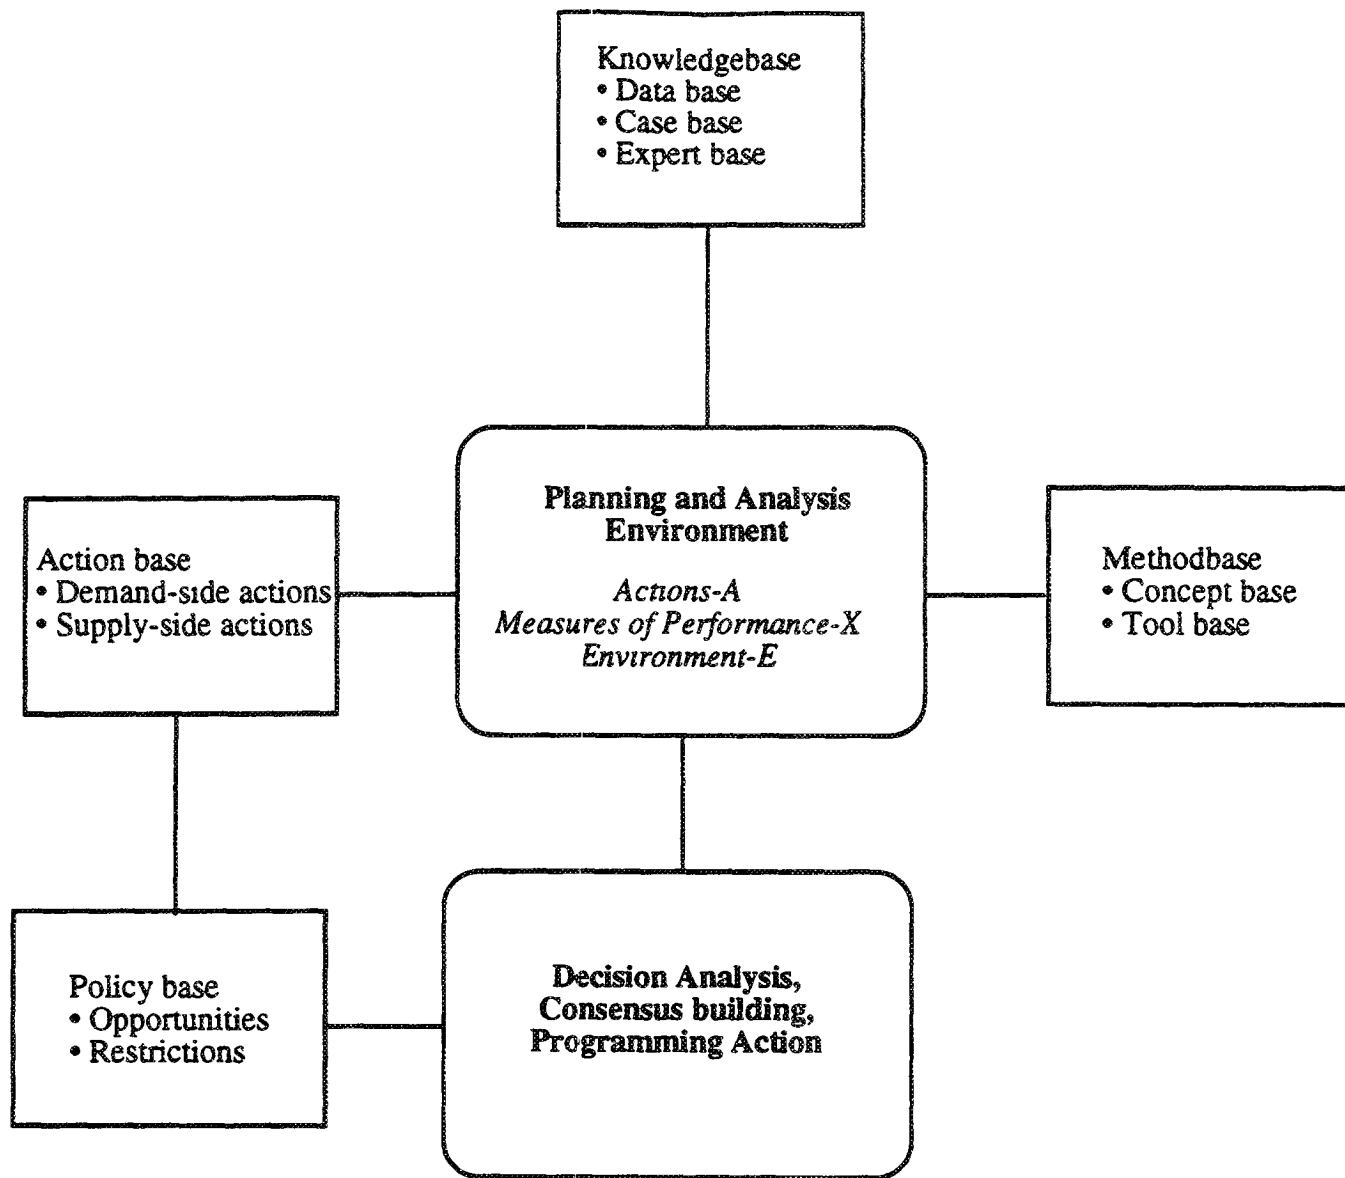 Knowledgebase
• Data base
• Case base
• Expert base
Planning and Analysis
Environment
Actions-A
Measures of Performance-X
Environment-E
Action base
• Demand-side actions
• Supply-side actions
Methodbase
• Concept base
• Tool base
Policy base
• Opportunities
• Restrictions
Decision Analysis,
Consensus building,
Programming Action